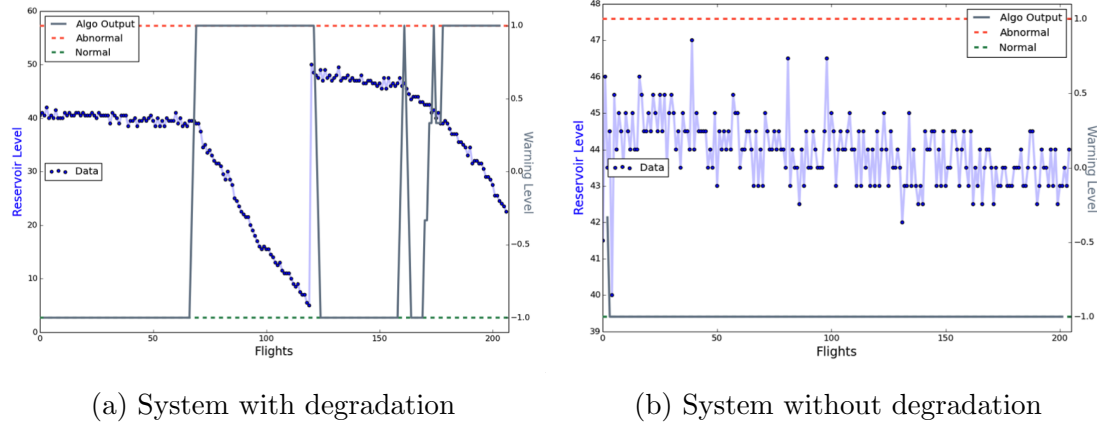 60
50
40
30
20
10
0
0
50
100
150
200
1.0
0.5
0.0
−0.5
−1.0
Reservoir Level
Flights
Warning Level
Algo Output
Abnormal
Normal
Data
48
47
46
45
44
43
42
41
40
39
0
50
100
150
200
1.0
0.5
0.0
−0.5
−1.0
Reservoir Level
Flights
Warning Level
Algo Output
Abnormal
Normal
Data
(a) System with degradation
(b) System without degradation